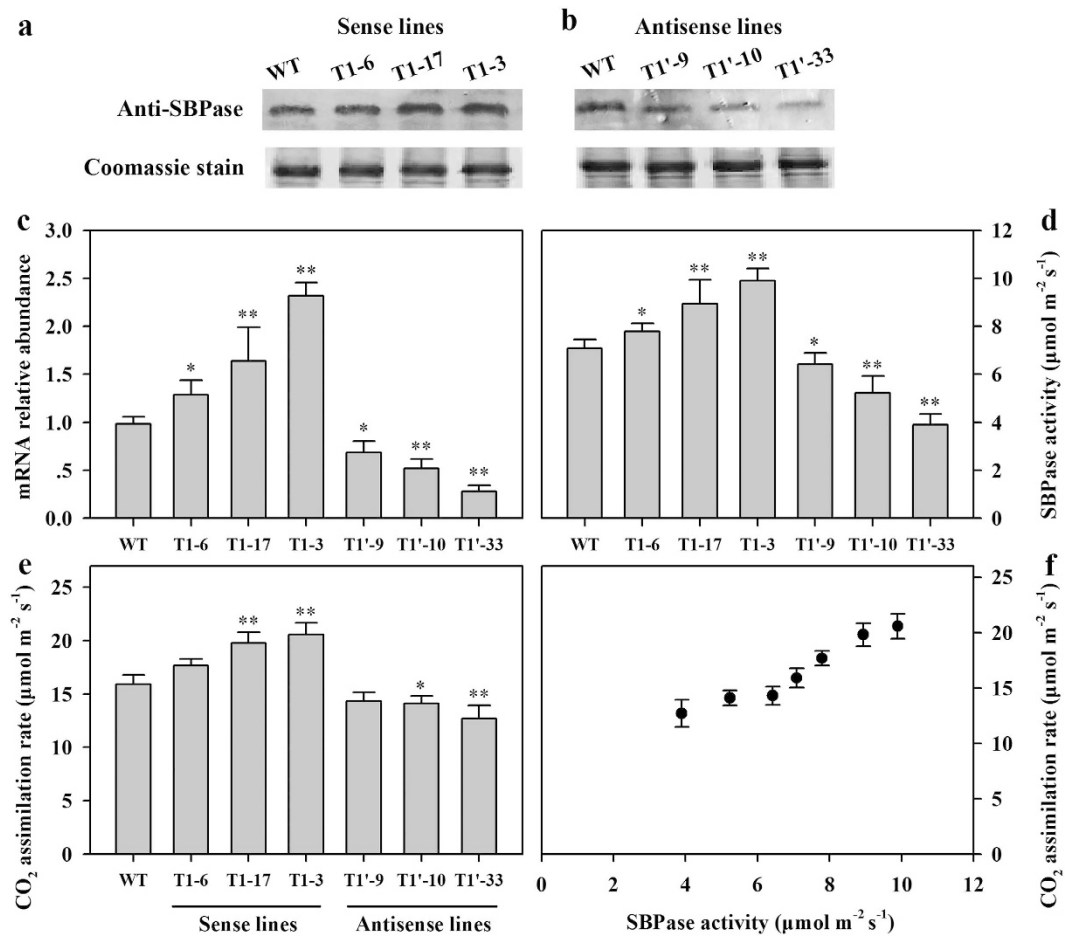 a
Sense lines
WT T1-6 T1-17 T1-3
b
Antisense lines
WT T1'-9 T1'-10 T1'-33
Anti-SBPase
Coomassie stain
c
mRNA relative abundance
3.0
2.5
2.0
1.5
1.0
.5
0.0
* ** ** * ** **
WT T1-6 T1-17 T1-3 T1'-9 T1'-10 T1'-33
d
SBPase activity (μmol m⁻² s⁻¹)
12
10
8
6
4
2
0
* ** ** * ** **
WT T1-6 T1-17 T1-3 T1'-9 T1'-10 T1'-33
e
CO₂ assimilation rate (μmol m⁻² s⁻¹)
25
20
15
10
5
0
** ** * **
WT T1-6 T1-17 T1-3 T1'-9 T1'-10 T1'-33
Sense lines Antisense lines
f
CO₂ assimilation rate (μmol m⁻² s⁻¹)
25
20
15
10
5
0
0 2 4 6 8 10 12
SBPase activity (μmol m⁻² s⁻¹)